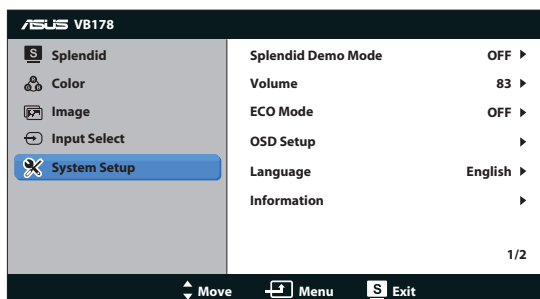 ASUS VB178
S Splendid
Color
Image
Input Select
System Setup
Splendid Demo Mode OFF
Volume 83
ECO Mode OFF
OSD Setup
Language English
Information
1/2
Move Menu S Exit